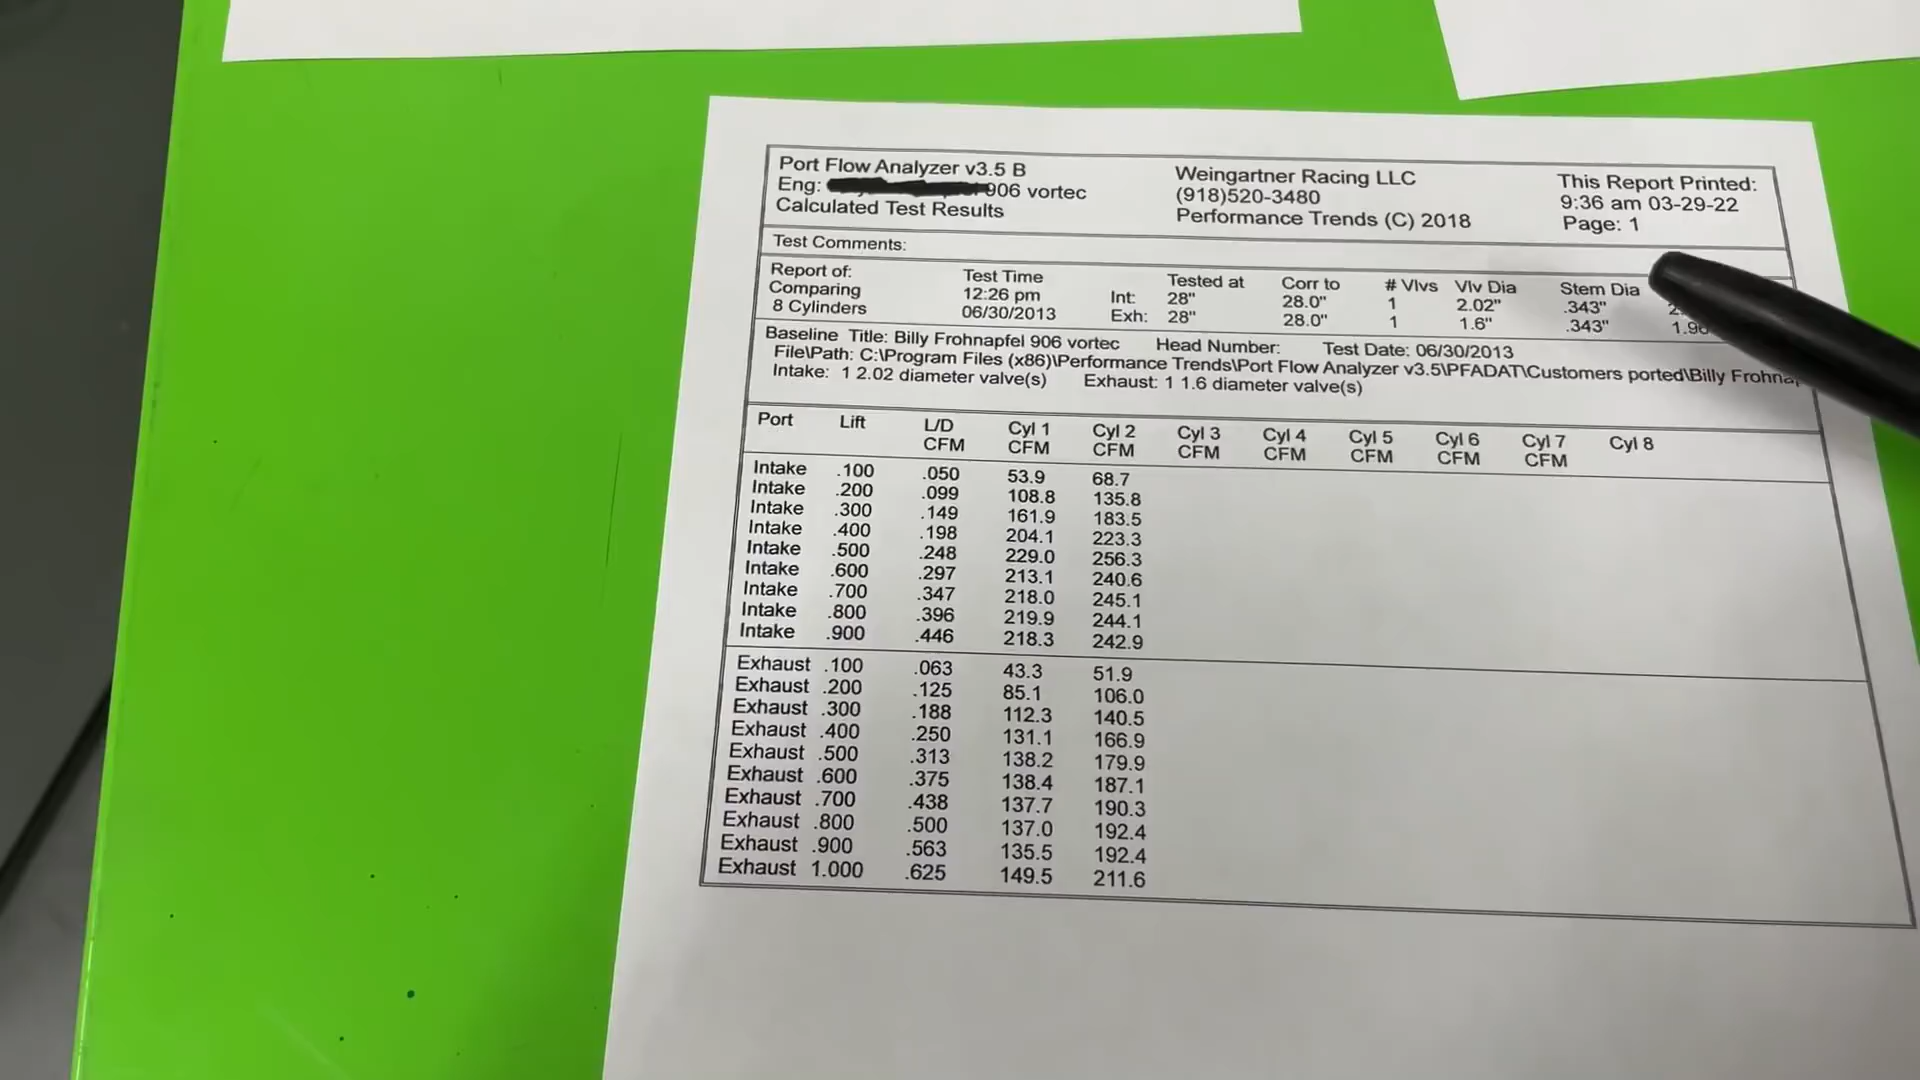 Port Flow Analyzer v3.5 B
Eng: 906 vortec
Calculated Test Results
Weingartner Racing LLC
(918)520-3480
Performance Trends (C) 2018
This Report Printed:
9:36 am 03-29-22
Page: 1
Test Comments:
Report of:
Comparing
8 Cylinders
Test Time
12:26 pm
06/30/2013
Tested at Corr to # Vlvs Vlv Dia Stem Dia
Int: 28" 28.0" 1 2.02" .343"
Exh: 28" 28.0" 1 1.6" .343"
Baseline Title: Billy Frohnapfel 906 vortec Head Number: Test Date: 06/30/2013
File\Path: C:\Program Files (x86)\Performance Trends\Port Flow Analyzer v3.5\PFADAT\Customers ported\Billy
Intake: 1 2.02 diameter valve(s) Exhaust: 1 1.6 diameter valve(s)
Port Lift L/D Cyl 1 Cyl 2 Cyl 3 Cyl 4 Cyl 5 Cyl 6 Cyl 7 Cyl 8
CFM CFM CFM CFM CFM CFM CFM CFM
Intake .100 .050 53.9 68.7
Intake .200 .099 108.8 135.8
Intake .300 .149 161.9 183.5
Intake .400 .198 204.1 223.3
Intake .500 .248 229.0 256.3
Intake .600 .297 213.1 240.6
Intake .700 .347 218.0 245.1
Intake .800 .396 219.9 244.1
Intake .900 .446 218.3 242.9
Exhaust .100 .063 43.3 51.9
Exhaust .200 .125 85.1 106.0
Exhaust .300 .188 112.3 140.5
Exhaust .400 .250 131.1 166.9
Exhaust .500 .313 138.2 179.9
Exhaust .600 .375 138.4 187.1
Exhaust .700 .438 137.7 190.3
Exhaust .800 .500 137.0 192.4
Exhaust .900 .563 135.5 192.4
Exhaust 1.000 .625 149.5 211.6